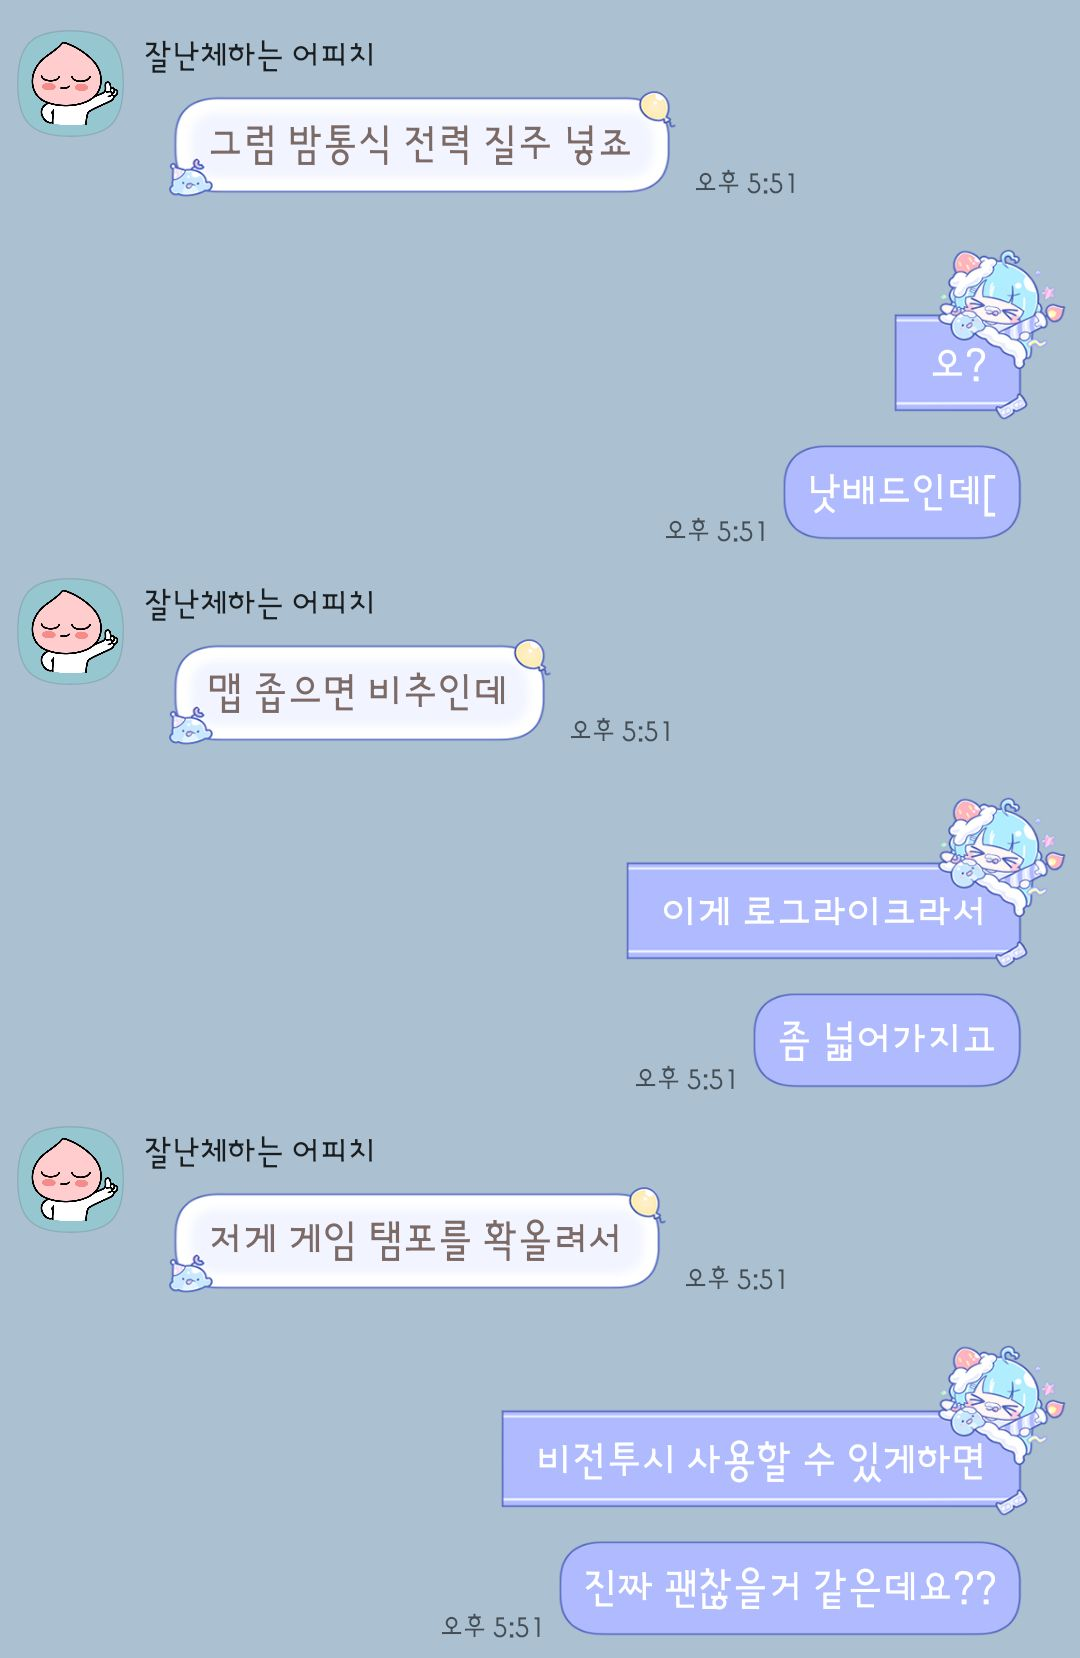 잘난체하는 어피치
그럼 밤통식 전력 질주 넣죠
오후 5:51
오?
낫배드인데[
오후 5:51
잘난체하는 어피치
맵 좁으면 비추인데
오후 5:51
이게 로그라이크라서
좀 넓어가지고
오후 5:51
잘난체하는 어피치
저게 게임 탬포를 확올려서
오후 5:51
비전투시 사용할 수 있게하면
진짜 괜찮을거 같은데요??
오후 5:51